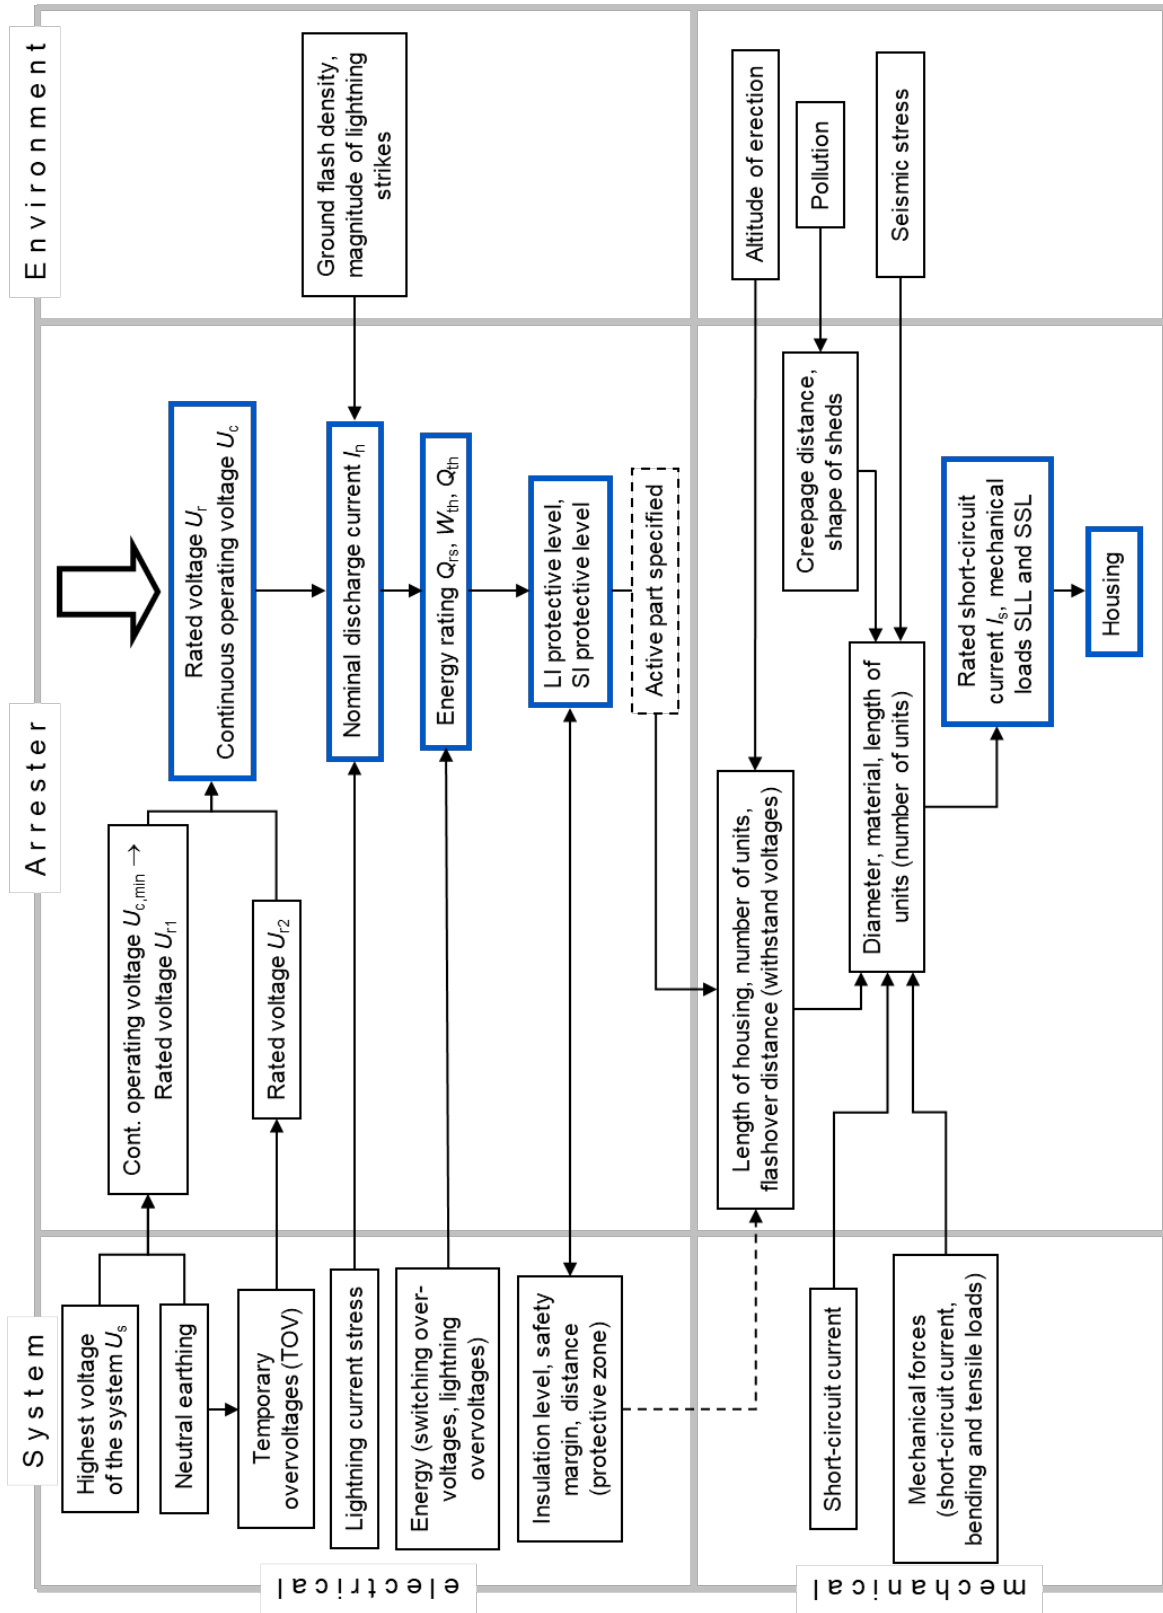 System
Arrester
Environment
electrical
mechanical
Highest voltage
of the system Us
Neutral earthing
Temporary
overvoltages (TOV)
Lightning current stress
Energy (switching over-
voltages, lightning
overvoltages)
Insulation level, safety
margin, distance
(protective zone)
Cont. operating voltage Uc,min →
Rated voltage Ur1
Rated voltage Ur2
Rated voltage Ur
Continuous operating voltage Uc
Nominal discharge current In
Energy rating Qrs, Wth, Qth
LI protective level,
SI protective level
Active part specified
Ground flash density,
magnitude of lightning
strikes
Short-circuit current
Mechanical forces
(short-circuit current,
bending and tensile loads)
Length of housing, number of units,
flashover distance (withstand voltages)
Creepage distance,
shape of sheds
Diameter, material, length of
units (number of units)
Rated short-circuit
current Is, mechanical
loads SLL and SSL
Housing
Altitude of erection
Pollution
Seismic stress